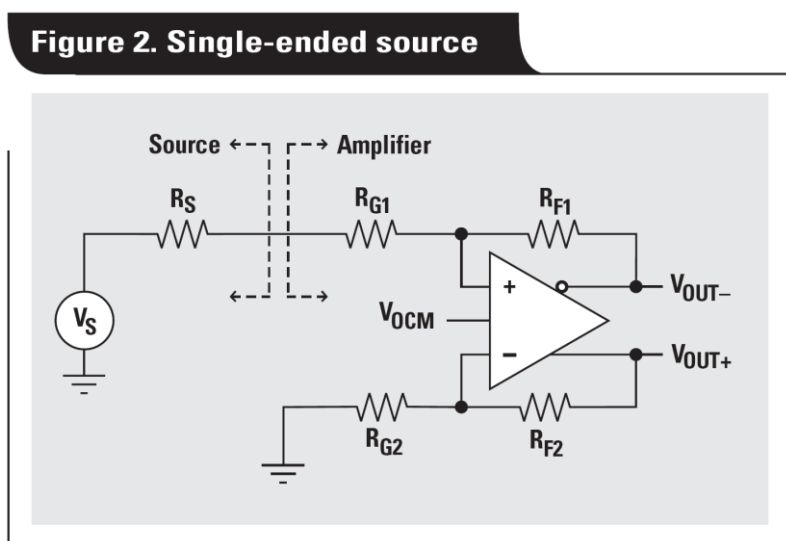 Figure 2. Single-ended source
Source Amplifier
RS RG1 RF1
VS
+
VOUT–
VOCM
–
VOUT+
RG2 RF2